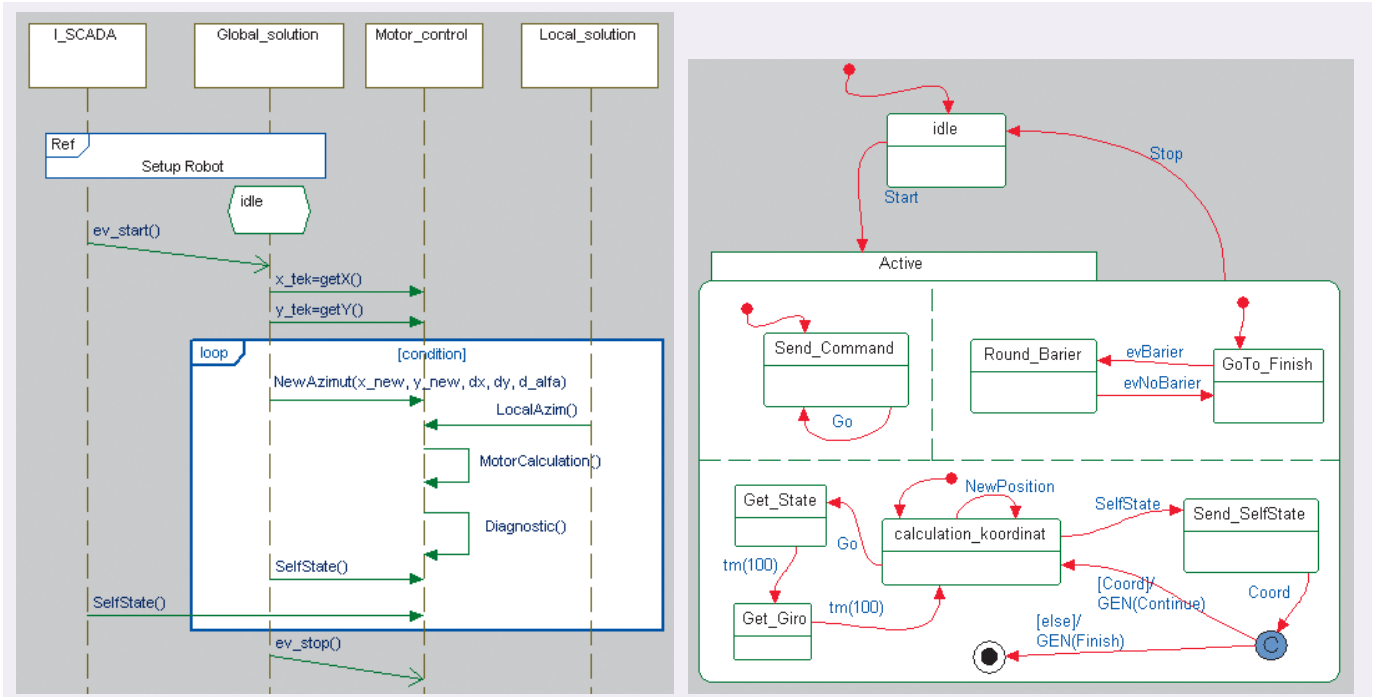 I_SCADA
Global_solution
Motor_control
Local_solution
Ref
Setup Robot
idle
ev_start()
x_tek=getX()
y_tek=getY()
loop
[condition]
NewAzimut(x_new, y_new, dx, dy, d_alfa)
LocalAzim()
MotorCalculation()
Diagnostic()
SelfState()
SelfState()
ev_stop()
idle
Stop
Start
Active
Send_Command
Go
Round_Barier
evBarier
evNoBarier
GoTo_Finish
Get_State
NewPosition
SelfState
Send_SelfState
calculation_koordinat
Go
tm(100)
Get_Giro
tm(100)
[Coord]/
GEN(Continue)
Coord
[else]/
GEN(Finish)
C